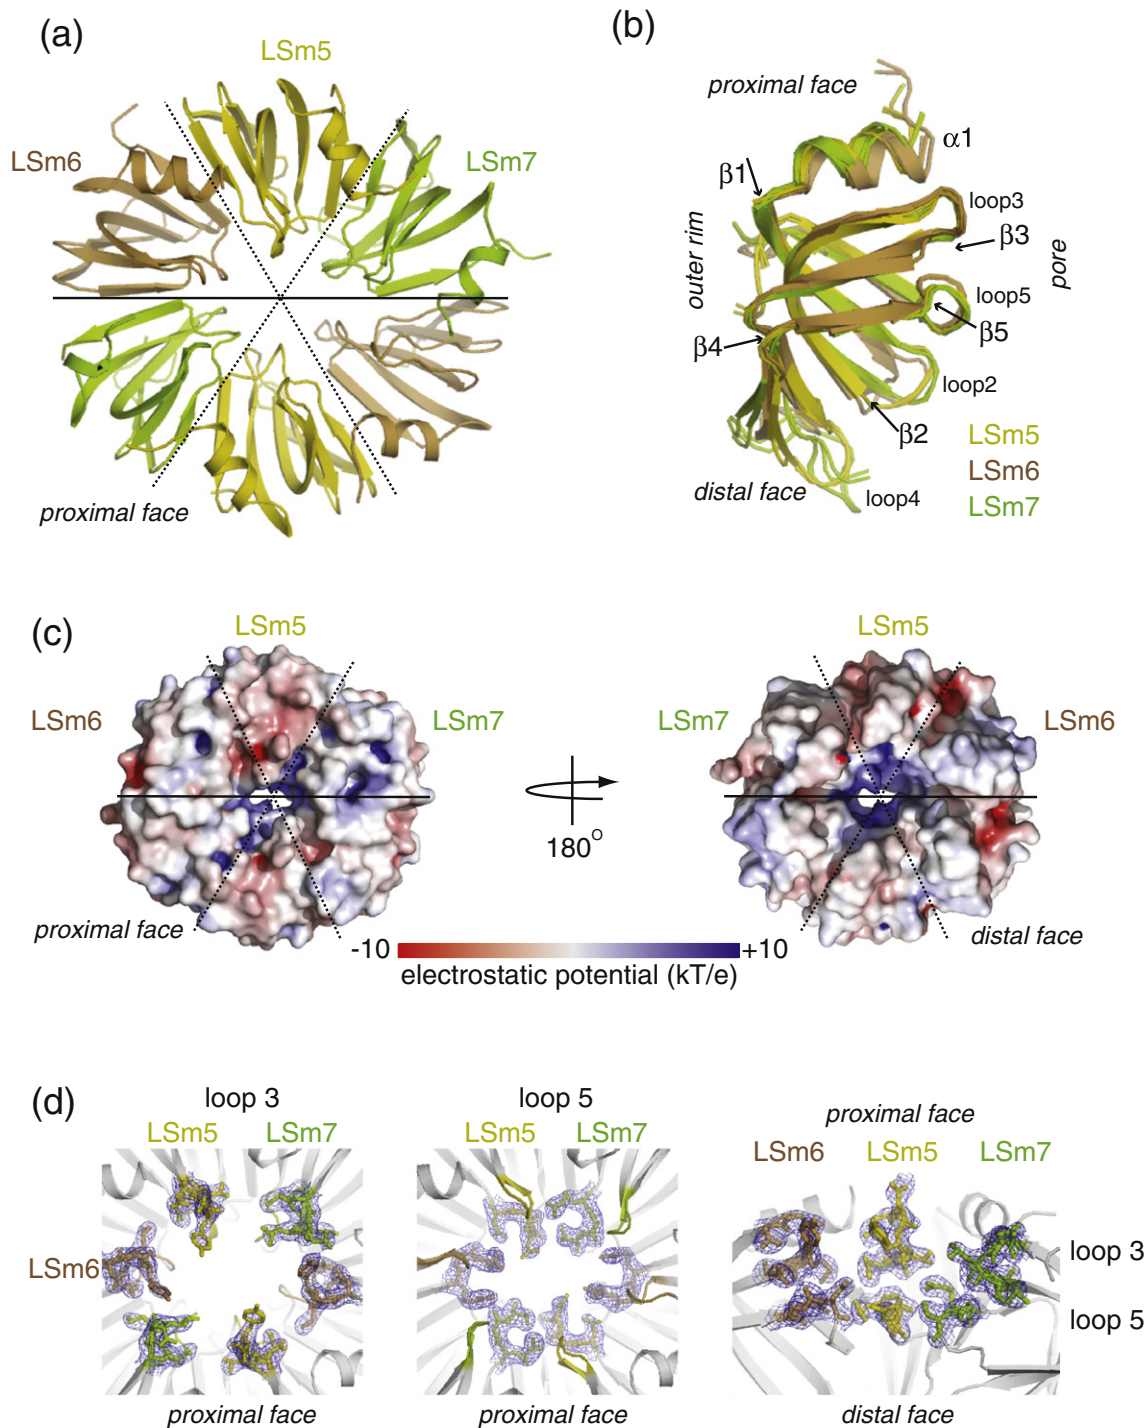 (a)
LSm5
LSm6
LSm7
proximal face
(b)
proximal face
α1
β1
loop3
β3
outer rim
pore
loop5
β5
β4
loop2
β2
LSm5
LSm6
LSm7
distal face
loop4
(c)
LSm5
LSm6
LSm7
proximal face
180°
LSm5
LSm7
LSm6
distal face
-10
+10
electrostatic potential (kT/e)
(d)
loop 3
LSm5 LSm7
LSm6
proximal face
loop 5
LSm5 LSm7
proximal face
proximal face
LSm6 LSm5 LSm7
loop 3
loop 5
distal face